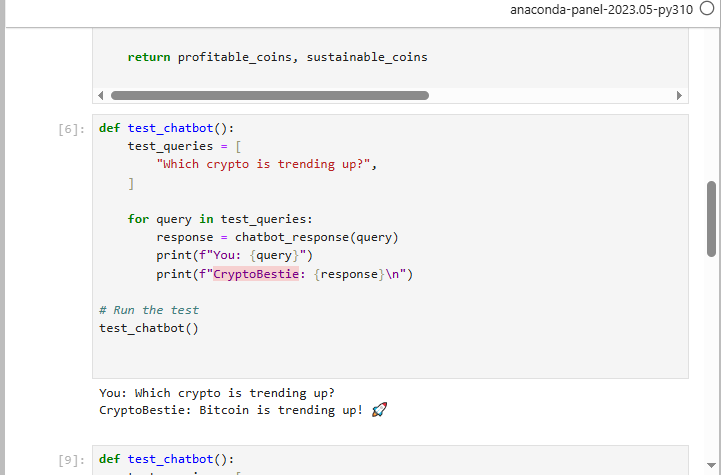 anaconda-panel-2023.05-py310
return profitable_coins, sustainable_coins
[6]:
def test_chatbot():
    test_queries = [
        "Which crypto is trending up?",
    ]

    for query in test_queries:
        response = chatbot_response(query)
        print(f"You: {query}")
        print(f"CryptoBestie: {response}\n")

# Run the test
test_chatbot()

You: Which crypto is trending up?
CryptoBestie: Bitcoin is trending up! 🚀
[9]:
def test_chatbot():